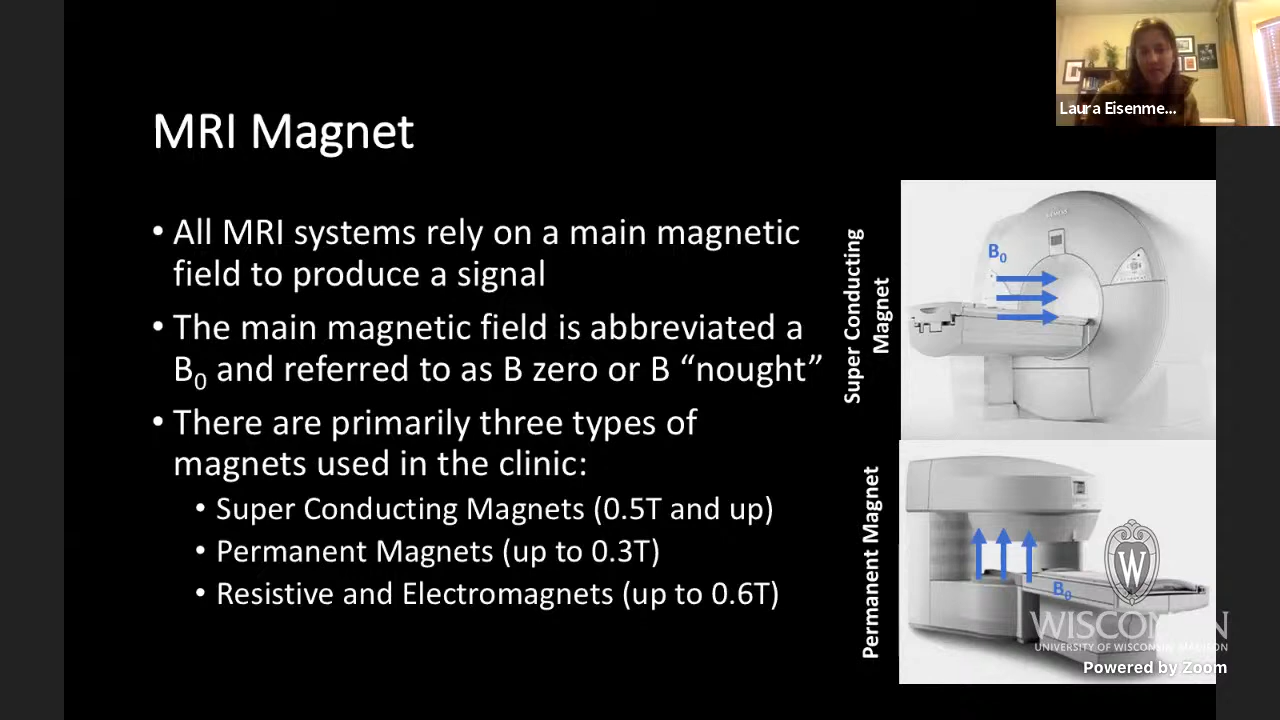 Laura Eisenme...
MRI Magnet
• All MRI systems rely on a main magnetic
field to produce a signal
• The main magnetic field is abbreviated a
B₀ and referred to as B zero or B “nought”
• There are primarily three types of
magnets used in the clinic:
• Super Conducting Magnets (0.5T and up)
• Permanent Magnets (up to 0.3T)
• Resistive and Electromagnets (up to 0.6T)
Super Conducting
Magnet
B₀
Permanent Magnet
B₀
W
WISCONSIN
UNIVERSITY OF WISCONSIN-MADISON
Powered by Zoom